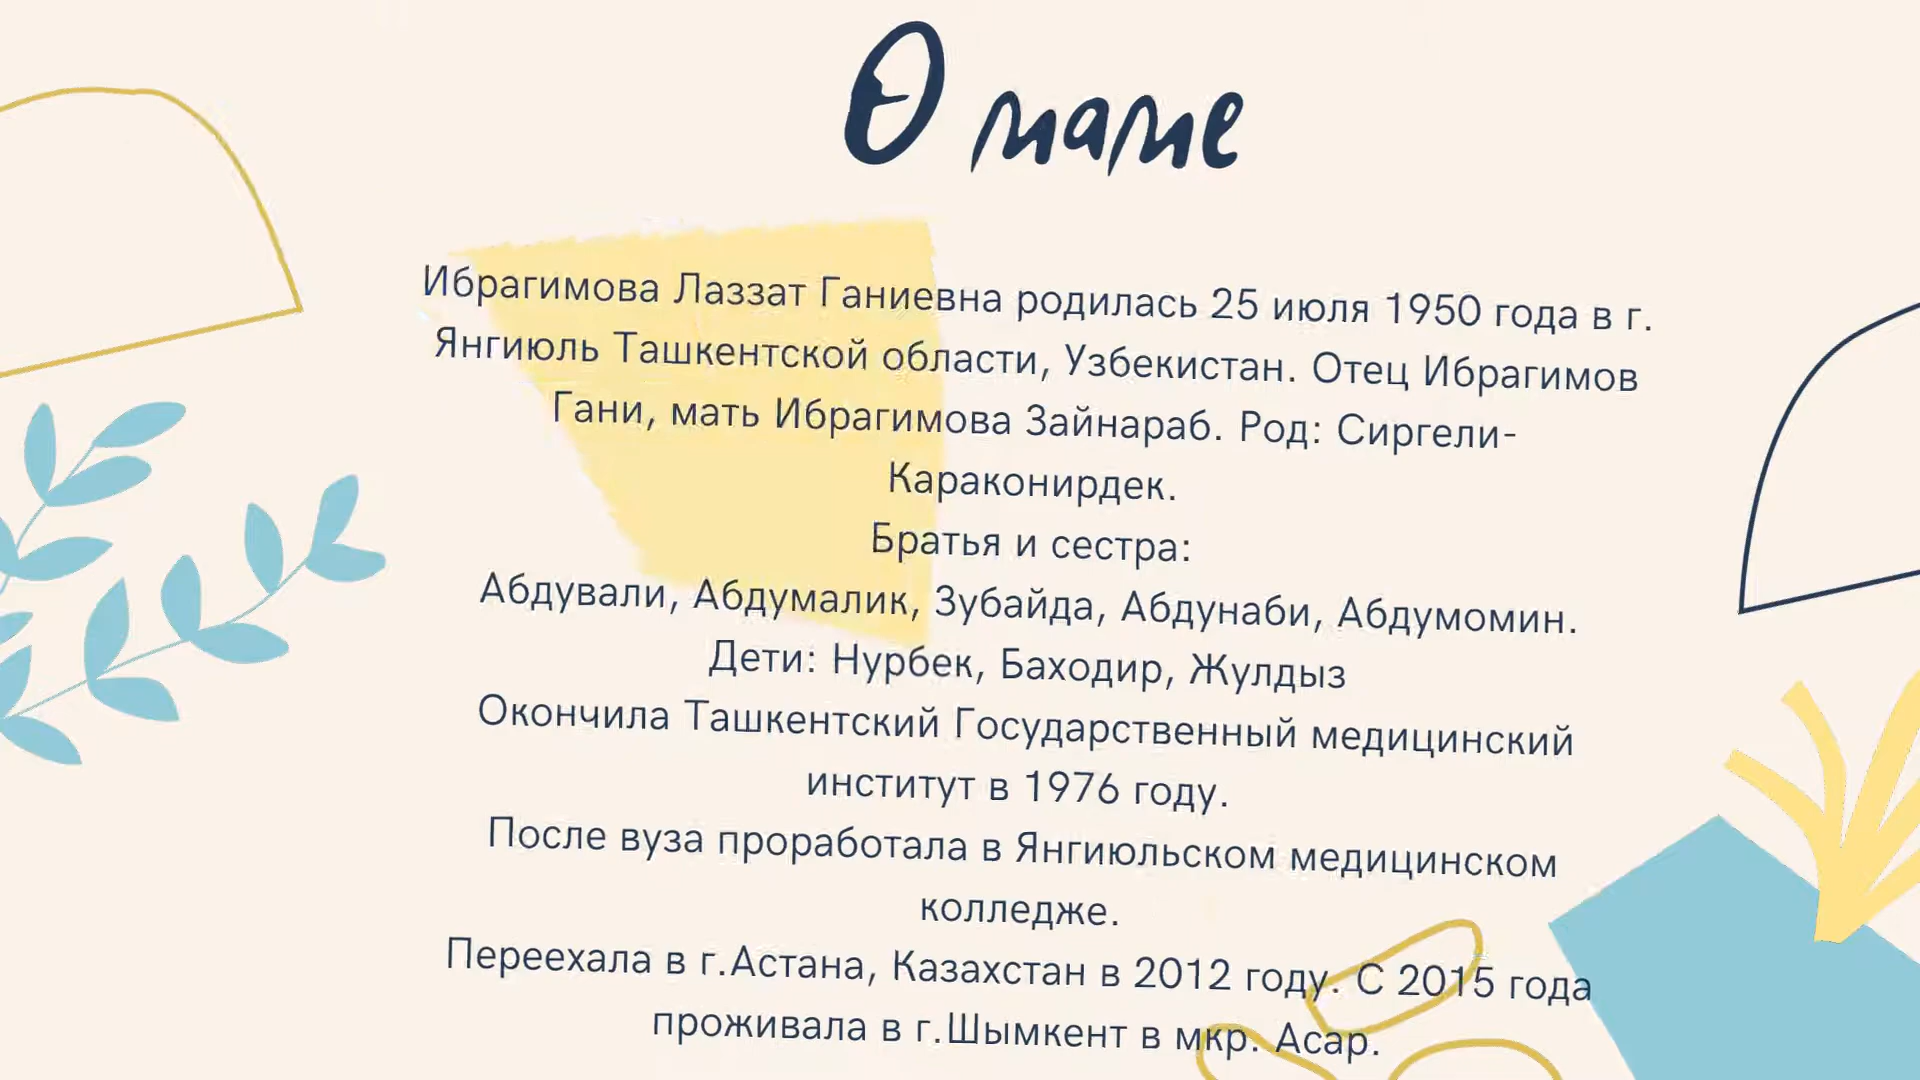 О маме
Ибрагимова Лаззат Ганиевна родилась 25 июля 1950 года в г.
Янгиюль Ташкентской области, Узбекистан. Отец Ибрагимов
Гани, мать Ибрагимова Зайнараб. Род: Сиргели-
Караконирдек.
Братья и сестра:
Абдували, Абдумалик, Зубайда, Абдунаби, Абдумомин.
Дети: Нурбек, Баходир, Жулдыз
Окончила Ташкентский Государственный медицинский
институт в 1976 году.
После вуза проработала в Янгиюльском медицинском
колледже.
Переехала в г.Астана, Казахстан в 2012 году. С 2015 года
проживала в г.Шымкент в мкр. Асар.